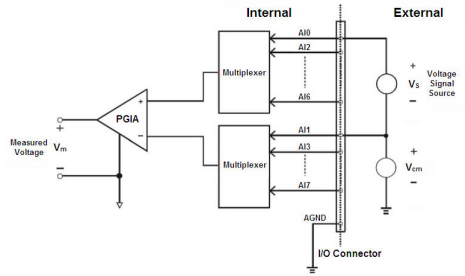 Internal
External
AI0
AI2
Multiplexer
AI6
+
Vs
Voltage
Signal
Source
−
+
PGIA
−
Measured
Voltage
+
Vm
−
AI1
AI3
Multiplexer
AI7
+
Vcm
−
AGND
I/O Connector